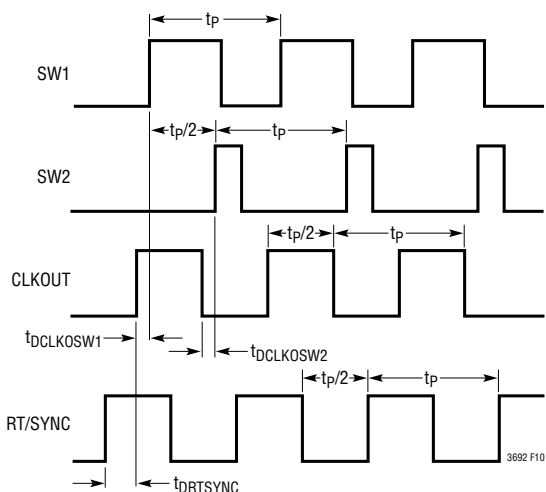 tP
SW1
tP/2
tP
SW2
tP/2
tP
CLKOUT
tDCLKOSW1
tDCLKOSW2
tP/2
tP
RT/SYNC
3692 F10
tDRTSYNC